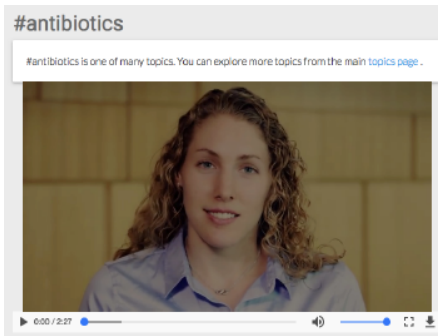 #antibiotics
#antibiotics is one of many topics. You can explore more topics from the main topics page .
0:00 / 2:27